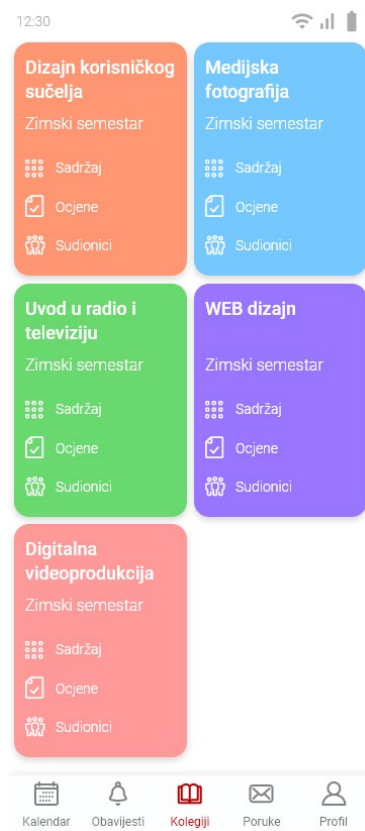 12:30
Dizajn korisničkog
sučelja
Zimski semestar
Sadržaj
Ocjene
Sudionici
Medijska
fotografija
Zimski semestar
Sadržaj
Ocjene
Sudionici
Uvod u radio i
televiziju
Zimski semestar
Sadržaj
Ocjene
Sudionici
WEB dizajn
Zimski semestar
Sadržaj
Ocjene
Sudionici
Digitalna
videoprodukcija
Zimski semestar
Sadržaj
Ocjene
Sudionici
Kalendar
Obavijesti
Kolegiji
Poruke
Profil